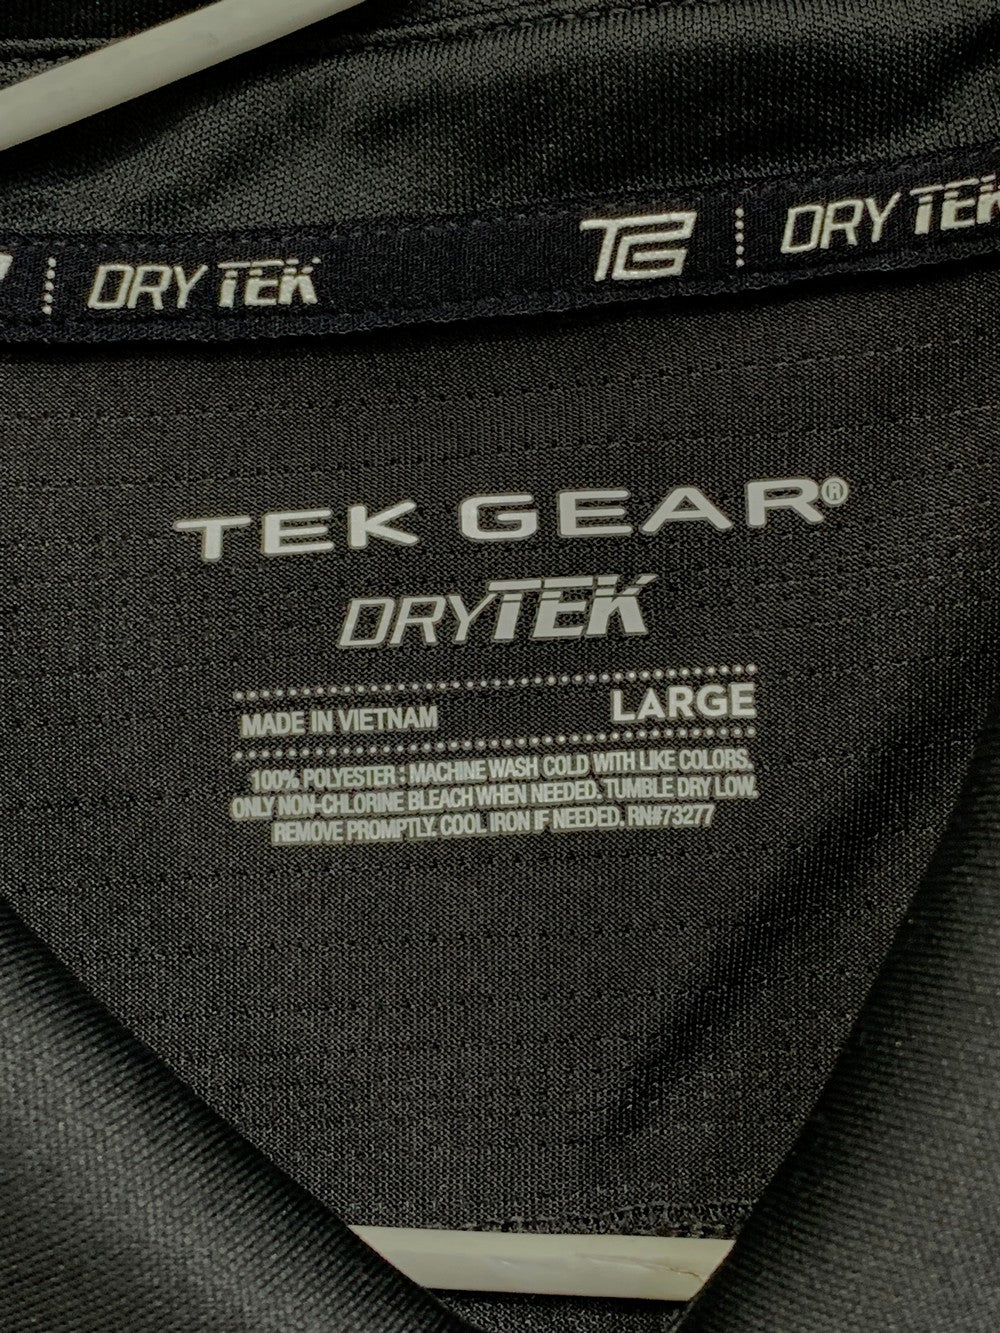 DRY TEK TG DRY TEK
TEK GEAR®
DRYTEK
MADE IN VIETNAM LARGE
100% POLYESTER : MACHINE WASH COLD WITH LIKE COLORS.
ONLY NON-CHLORINE BLEACH WHEN NEEDED. TUMBLE DRY LOW.
REMOVE PROMPTLY. COOL IRON IF NEEDED. RN#73277